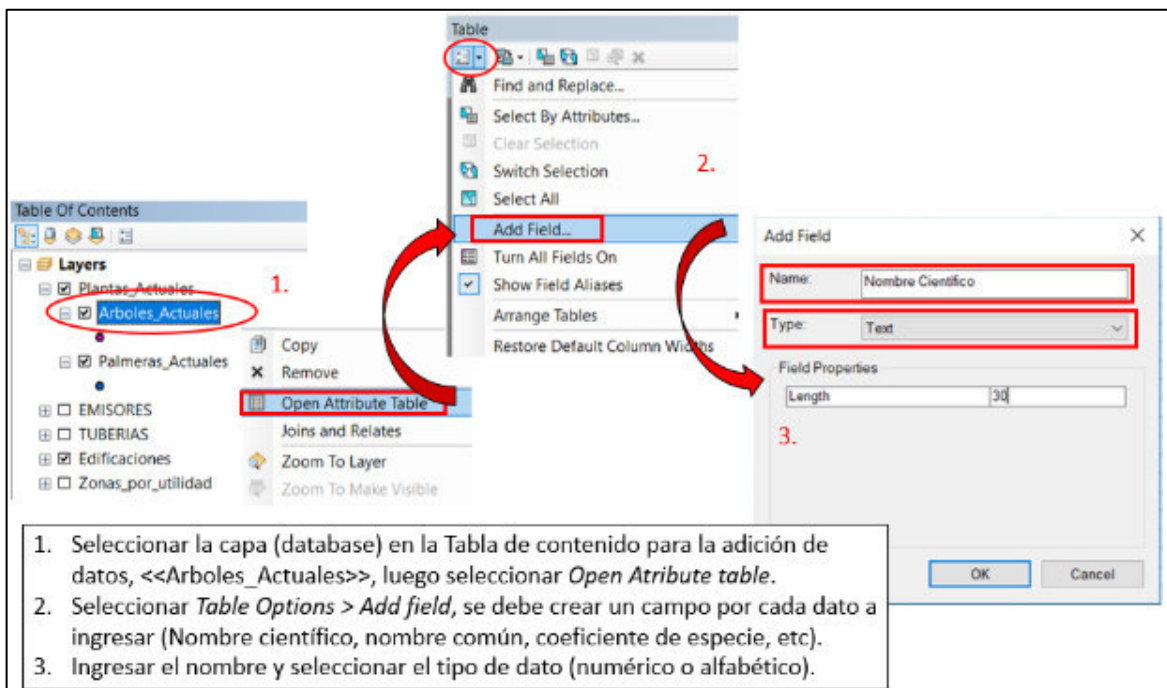 Table
Find and Replace...
Select By Attributes...
Clear Selection
Switch Selection
2.
Select All
Add Field...
Turn All Fields On
Show Field Aliases
Arrange Tables
Restore Default Column Widths
Table Of Contents
Layers
1.
Plantas_Actuales
Arboles_Actuales
Palmeras_Actuales
EMISORES
TUBERIAS
Edificaciones
Zonas_por_utilidad
Copy
Remove
Open Attribute Table
Joins and Relates
Zoom To Layer
Zoom To Make Visible
Add Field
Name: Nombre Científico
Type: Text
Field Properties
Length 30
3.
OK Cancel
1. Seleccionar la capa (database) en la Tabla de contenido para la adición de
datos, <<Arboles_Actuales>>, luego seleccionar Open Atribute table.
2. Seleccionar Table Options > Add field, se debe crear un campo por cada dato a
ingresar (Nombre científico, nombre común, coeficiente de especie, etc).
3. Ingresar el nombre y seleccionar el tipo de dato (numérico o alfabético).